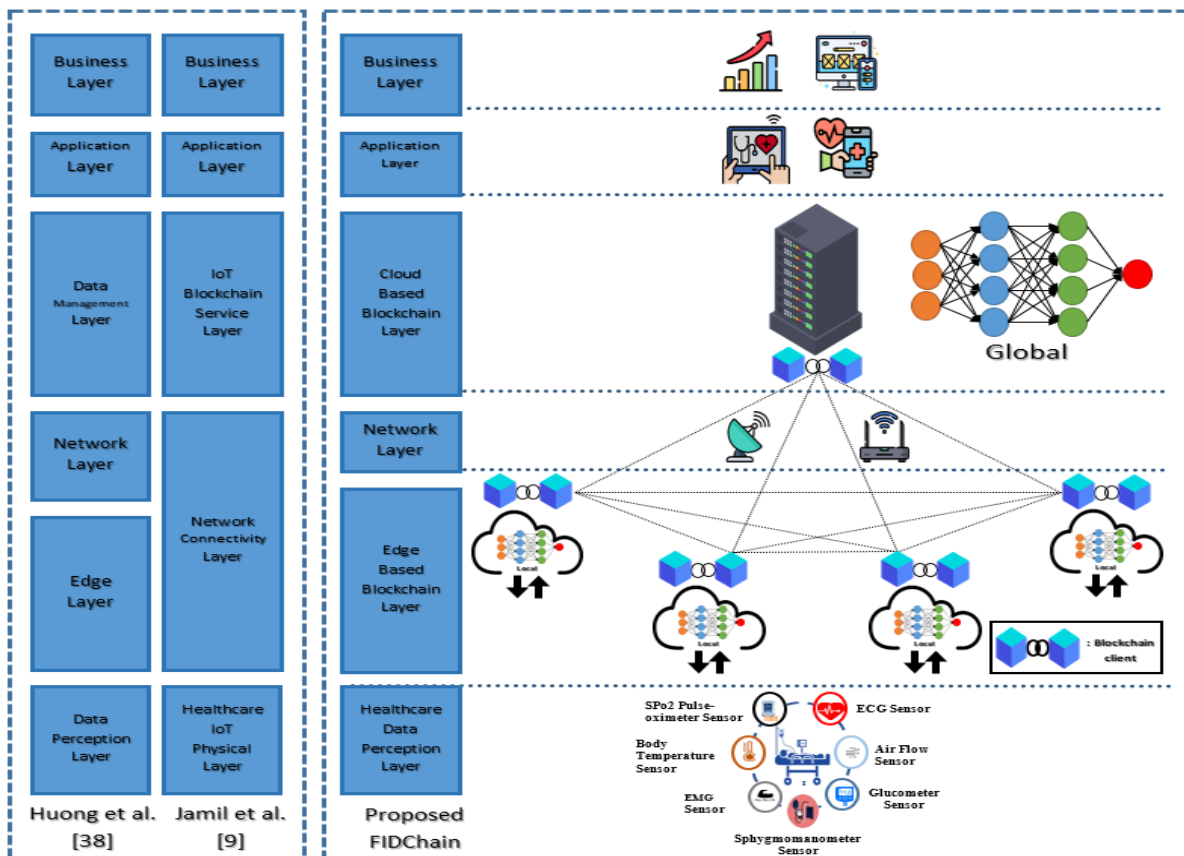 Business
Layer
Application
Layer
Data
Management
Layer
Network
Layer
Edge
Layer
Data
Perception
Layer
Huong et al.
[38]
Business
Layer
Application
Layer
IoT
Blockchain
Service
Layer
Network
Connectivity
Layer
Healthcare
IoT
Physical
Layer
Jamil et al.
[9]
Business
Layer
Application
Layer
Cloud
Based
Blockchain
Layer
Network
Layer
Edge
Based
Blockchain
Layer
Healthcare
Data
Perception
Layer
Proposed
FIDChain
Global
Local
Local
Local
Local
: Blockchain
client
SPo2 Pulse-
oximeter Sensor
ECG Sensor
Body
Temperature
Sensor
Air Flow
Sensor
EMG
Sensor
Glucometer
Sensor
Sphygmomanometer
Sensor